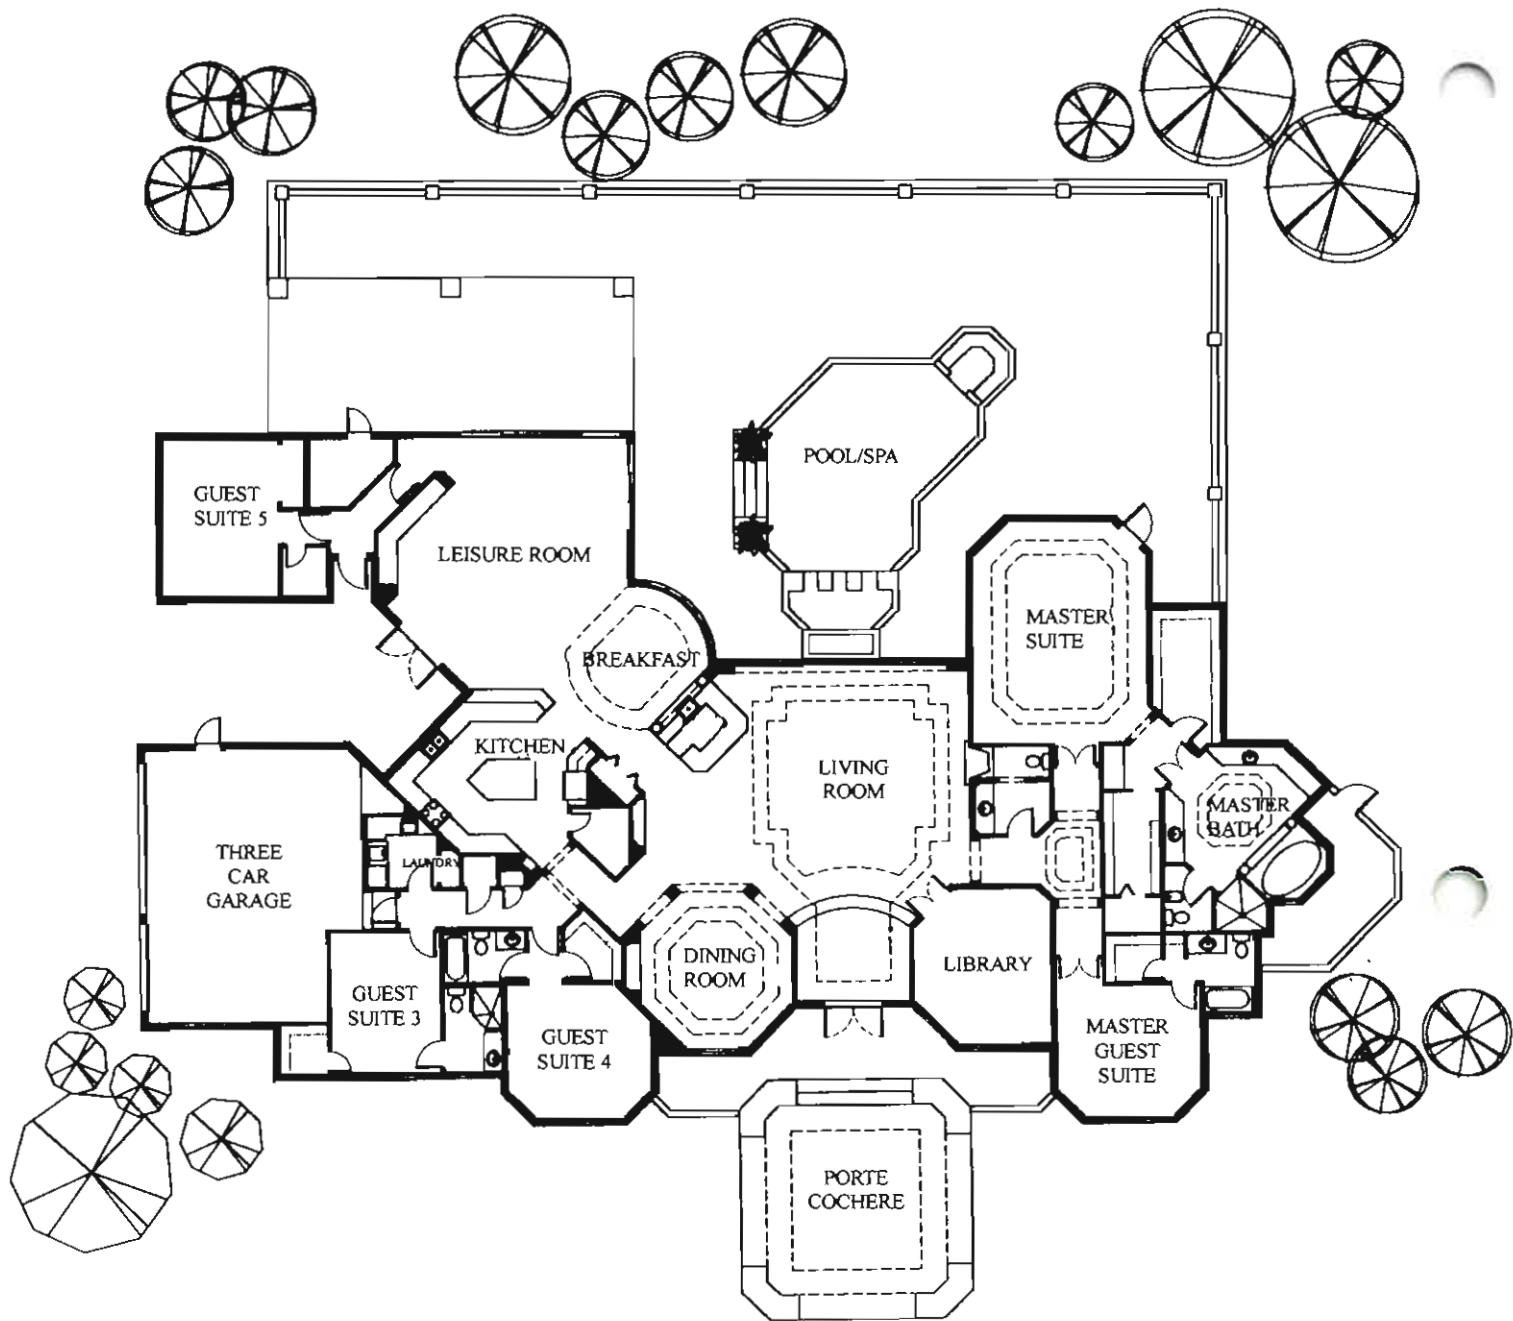 POOL/SPA
GUEST
SUITE 5
LEISURE ROOM
MASTER
SUITE
BREAKFAST
KITCHEN
LIVING
ROOM
MASTER
BATH
THREE
CAR
GARAGE
LAUNDRY
DINING
ROOM
LIBRARY
GUEST
SUITE 3
GUEST
SUITE 4
MASTER
GUEST
SUITE
PORTE
COCHERE